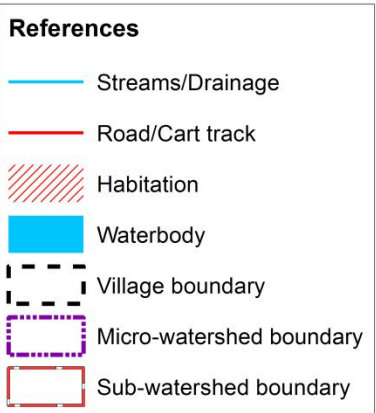 References
Streams/Drainage
Road/Cart track
Habitation
Waterbody
Village boundary
Micro-watershed boundary
Sub-watershed boundary